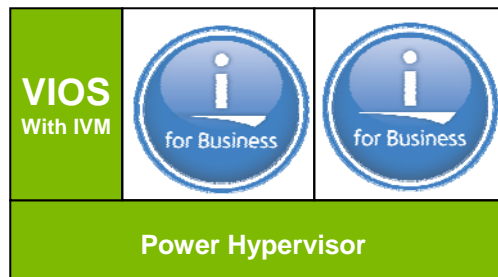 VIOS
With IVM
i
for Business
i
for Business
Power Hypervisor